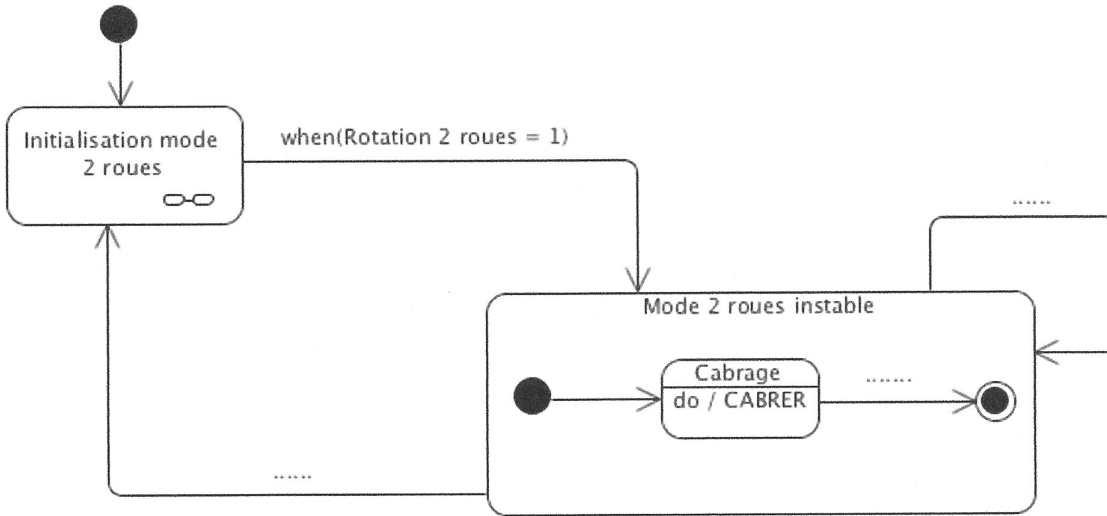 Initialisation mode
2 roues
when(Rotation 2 roues = 1)
......
Mode 2 roues instable
Cabrage
do / CABRER
.......
......